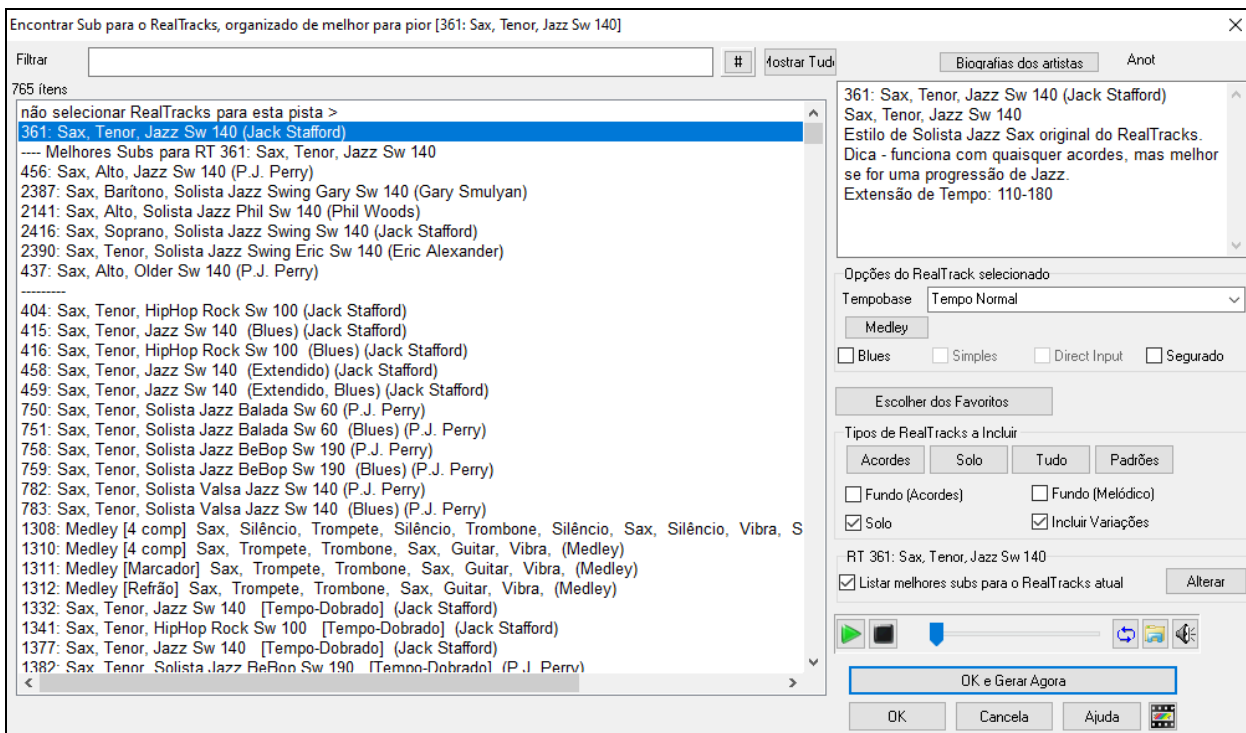 Encontrar Sub para o RealTracks, organizado de melhor para pior [361: Sax, Tenor, Jazz Sw 140]
Filtrar
#
Mostrar Tud
Biografias dos artistas
Anot
765 ítens
não selecionar RealTracks para esta pista >
361: Sax, Tenor, Jazz Sw 140 (Jack Stafford)
---- Melhores Subs para RT 361: Sax, Tenor, Jazz Sw 140
456: Sax, Alto, Jazz Sw 140 (P.J. Perry)
2387: Sax, Barítono, Solista Jazz Swing Gary Sw 140 (Gary Smulyan)
2141: Sax, Alto, Solista Jazz Phil Sw 140 (Phil Woods)
2416: Sax, Soprano, Solista Jazz Swing Sw 140 (Jack Stafford)
2390: Sax, Tenor, Solista Jazz Swing Eric Sw 140 (Eric Alexander)
437: Sax, Alto, Older Sw 140 (P.J. Perry)
---------
404: Sax, Tenor, HipHop Rock Sw 100 (Jack Stafford)
415: Sax, Tenor, Jazz Sw 140 (Blues) (Jack Stafford)
416: Sax, Tenor, HipHop Rock Sw 100 (Blues) (Jack Stafford)
458: Sax, Tenor, Jazz Sw 140 (Extendido) (Jack Stafford)
459: Sax, Tenor, Jazz Sw 140 (Extendido, Blues) (Jack Stafford)
750: Sax, Tenor, Solista Jazz Balada Sw 60 (P.J. Perry)
751: Sax, Tenor, Solista Jazz Balada Sw 60 (Blues) (P.J. Perry)
758: Sax, Tenor, Solista Jazz BeBop Sw 190 (P.J. Perry)
759: Sax, Tenor, Solista Jazz BeBop Sw 190 (Blues) (P.J. Perry)
782: Sax, Tenor, Solista Valsa Jazz Sw 140 (P.J. Perry)
783: Sax, Tenor, Solista Valsa Jazz Sw 140 (Blues) (P.J. Perry)
1308: Medley [4 comp] Sax, Silêncio, Trompete, Silêncio, Trombone, Silêncio, Sax, Silêncio, Vibra, S
1310: Medley [4 comp] Sax, Trompete, Trombone, Sax, Guitar, Vibra, (Medley)
1311: Medley [Marcador] Sax, Trompete, Trombone, Sax, Guitar, Vibra, (Medley)
1312: Medley [Refrão] Sax, Trompete, Trombone, Sax, Guitar, Vibra, (Medley)
1332: Sax, Tenor, Jazz Sw 140 [Tempo-Dobrado] (Jack Stafford)
1341: Sax, Tenor, HipHop Rock Sw 100 [Tempo-Dobrado] (Jack Stafford)
1377: Sax, Tenor, Jazz Sw 140 [Tempo-Dobrado] (Jack Stafford)
1382: Sax, Tenor, Solista Jazz BeBop Sw 190 [Tempo-Dobrado] (P.J. Perry)
361: Sax, Tenor, Jazz Sw 140 (Jack Stafford)
Sax, Tenor, Jazz Sw 140
Estilo de Solista Jazz Sax original do RealTracks.
Dica - funciona com quaisquer acordes, mas melhor
se for uma progressão de Jazz.
Extensão de Tempo: 110-180
Opções do RealTrack selecionado
Tempobase
Tempo Normal
Medley
Blues
Simples
Direct Input
Segurado
Escolher dos Favoritos
Tipos de RealTracks a Incluir
Acordes
Solo
Tudo
Padrões
Fundo (Acordes)
Fundo (Melódico)
Solo
Incluir Variações
RT 361: Sax, Tenor, Jazz Sw 140
Listar melhores subs para o RealTracks atual
Alterar
OK e Gerar Agora
OK
Cancela
Ajuda